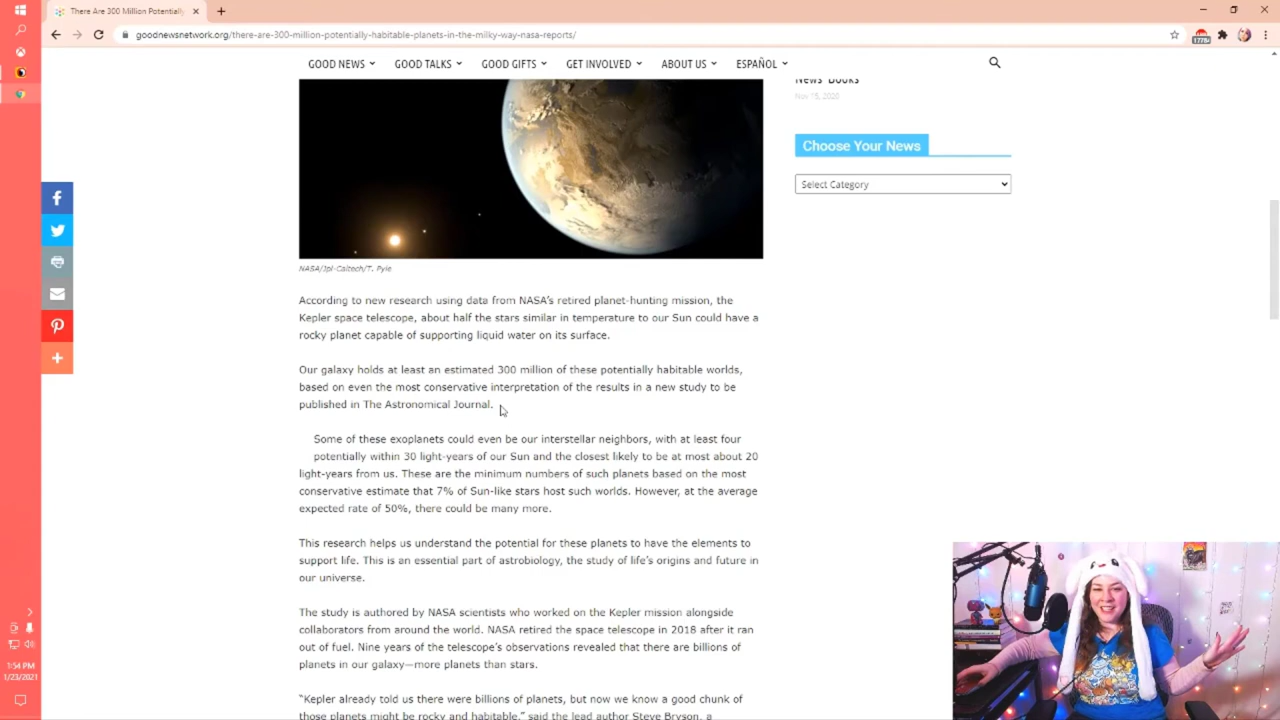 There Are 300 Million Potentially
goodnewsnetwork.org/there-are-300-million-potentially-habitable-planets-in-the-milky-way-nasa-reports/
GOOD NEWS GOOD TALKS GOOD GIFTS GET INVOLVED ABOUT US ESPAÑOL
News Books
Nov 15, 2020
Choose Your News
Select Category
NASA/Jpl-Caltech/T. Pyle
According to new research using data from NASA's retired planet-hunting mission, the
Kepler space telescope, about half the stars similar in temperature to our Sun could have a
rocky planet capable of supporting liquid water on its surface.
Our galaxy holds at least an estimated 300 million of these potentially habitable worlds,
based on even the most conservative interpretation of the results in a new study to be
published in The Astronomical Journal.
Some of these exoplanets could even be our interstellar neighbors, with at least four
potentially within 30 light-years of our Sun and the closest likely to be at most about 20
light-years from us. These are the minimum numbers of such planets based on the most
conservative estimate that 7% of Sun-like stars host such worlds. However, at the average
expected rate of 50%, there could be many more.
This research helps us understand the potential for these planets to have the elements to
support life. This is an essential part of astrobiology, the study of life's origins and future in
our universe.
The study is authored by NASA scientists who worked on the Kepler mission alongside
collaborators from around the world. NASA retired the space telescope in 2018 after it ran
out of fuel. Nine years of the telescope's observations revealed that there are billions of
planets in our galaxy—more planets than stars.
"Kepler already told us there were billions of planets, but now we know a good chunk of
those planets might be rocky and habitable," said the lead author Steve Bryson, a
1:54 PM
1/23/2021